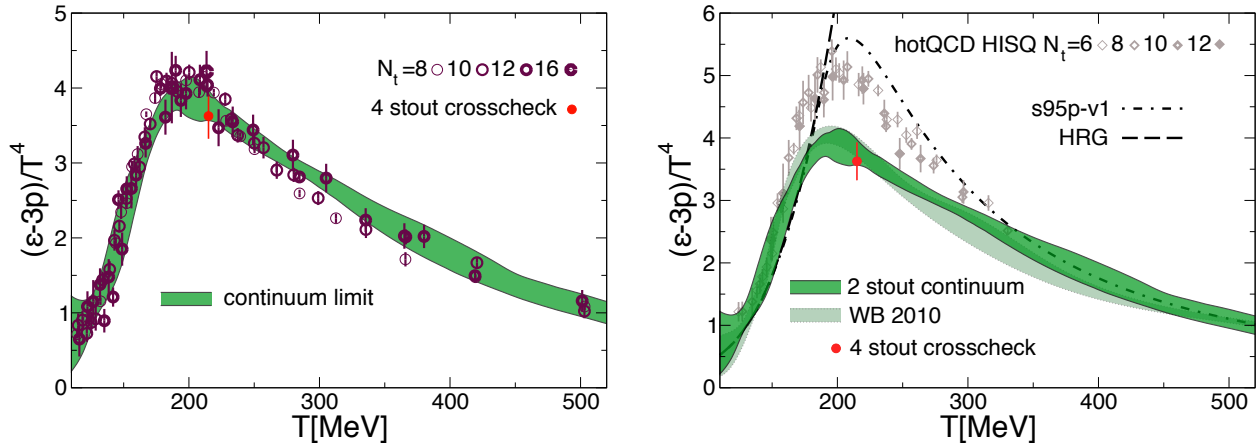 5
4
3
2
1
0
(ε-3p)/T⁴
N_t=8 10 12 16
4 stout crosscheck
continuum limit
200 300 400 500
T[MeV]
6
5
4
3
2
1
0
(ε-3p)/T⁴
hotQCD HISQ N_t=6 8 10 12
s95p-v1
HRG
2 stout continuum
WB 2010
4 stout crosscheck
200 300 400 500
T[MeV]